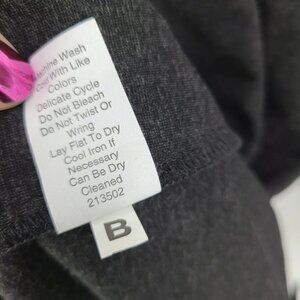 Machine Wash
Cold With Like
Colors
Delicate Cycle
Do Not Bleach
Do Not Twist Or
Wring
Lay Flat To Dry
Cool Iron If
Necessary
Can Be Dry
Cleaned
213502
B